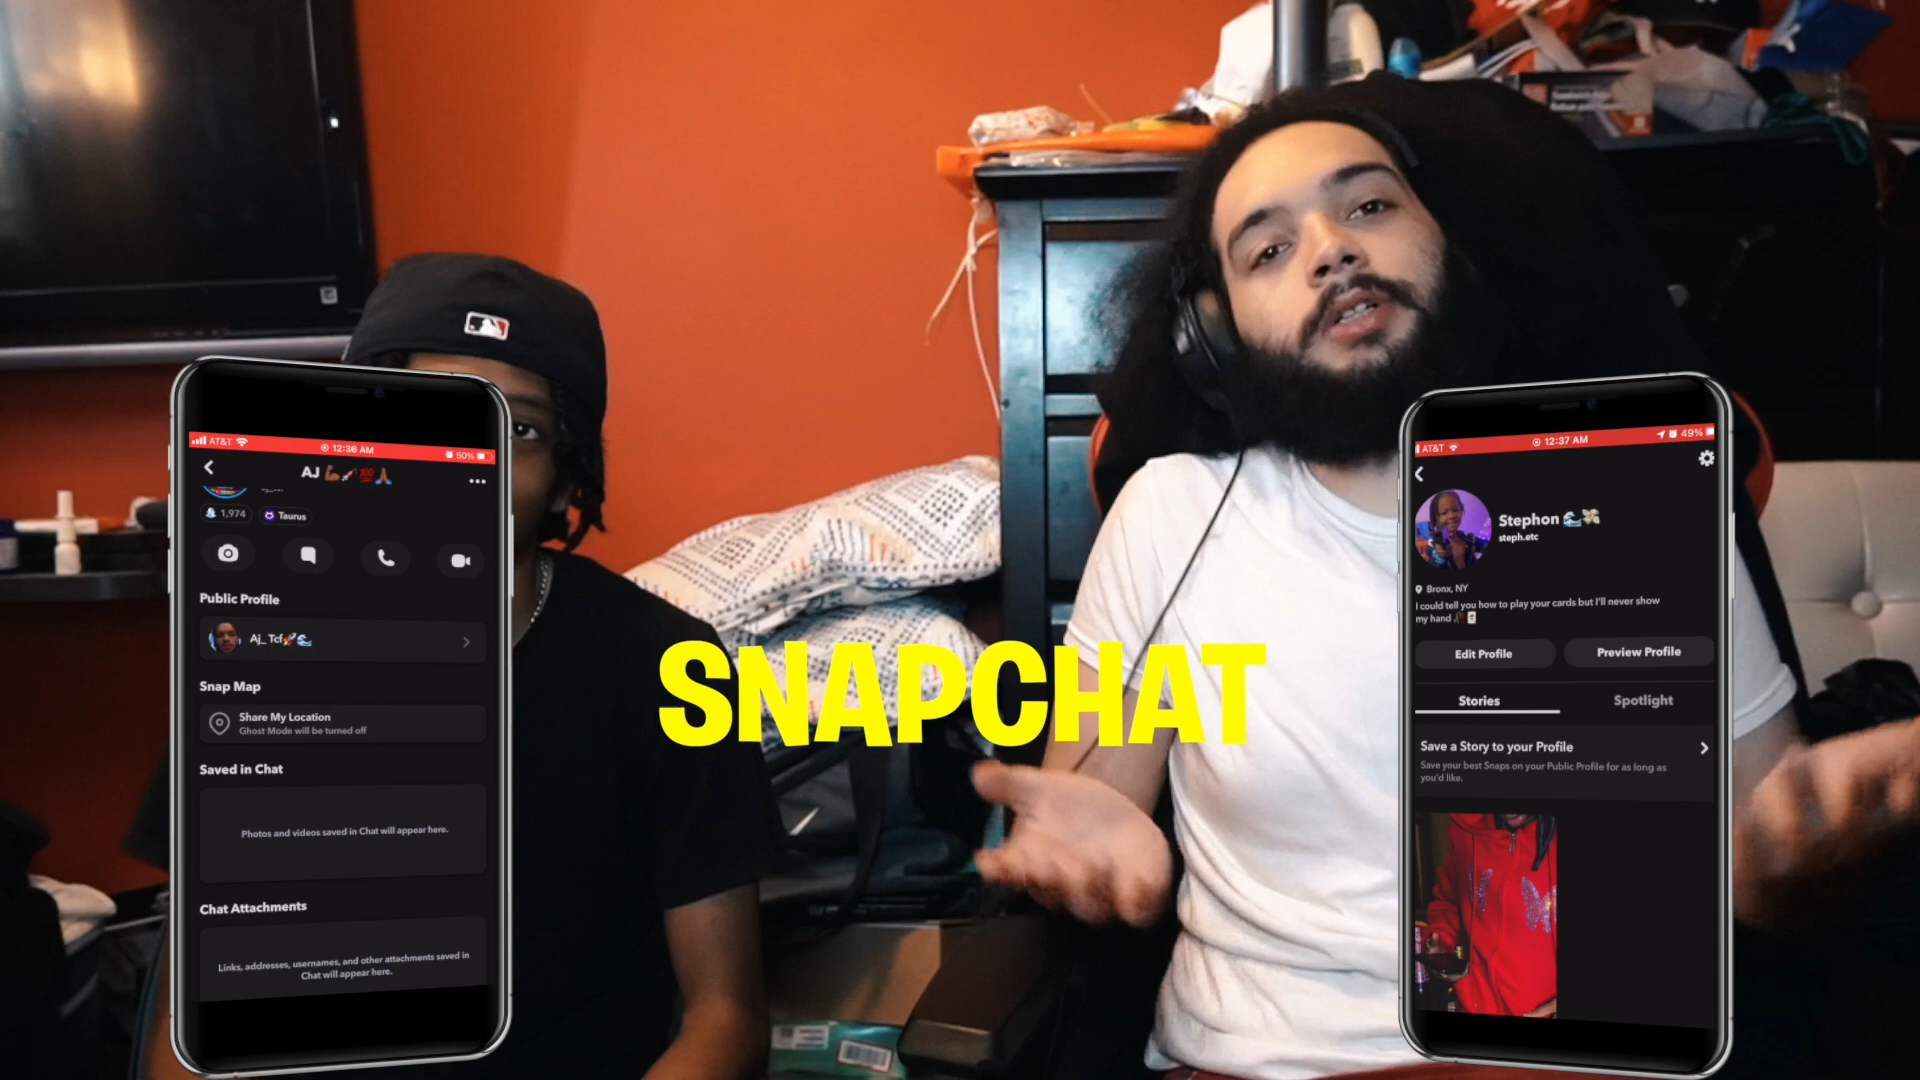 AT&T 12:36 AM 50%
AJ 💪🏾🚀💯🙏🏾
1,974 Taurus
Public Profile
Aj_ Tcf🚀🌊
Snap Map
Share My Location
Ghost Mode will be turned off
Saved in Chat
Photos and videos saved in Chat will appear here.
Chat Attachments
Links, addresses, usernames, and other attachments saved in
Chat will appear here.
SNAPCHAT
AT&T 12:37 AM 49%
Stephon 🌊💸
steph.etc
Bronx, NY
I could tell you how to play your cards but I'll never show
my hand
Edit Profile Preview Profile
Stories Spotlight
Save a Story to your Profile
Save your best Snaps on your Public Profile for as long as
you'd like.